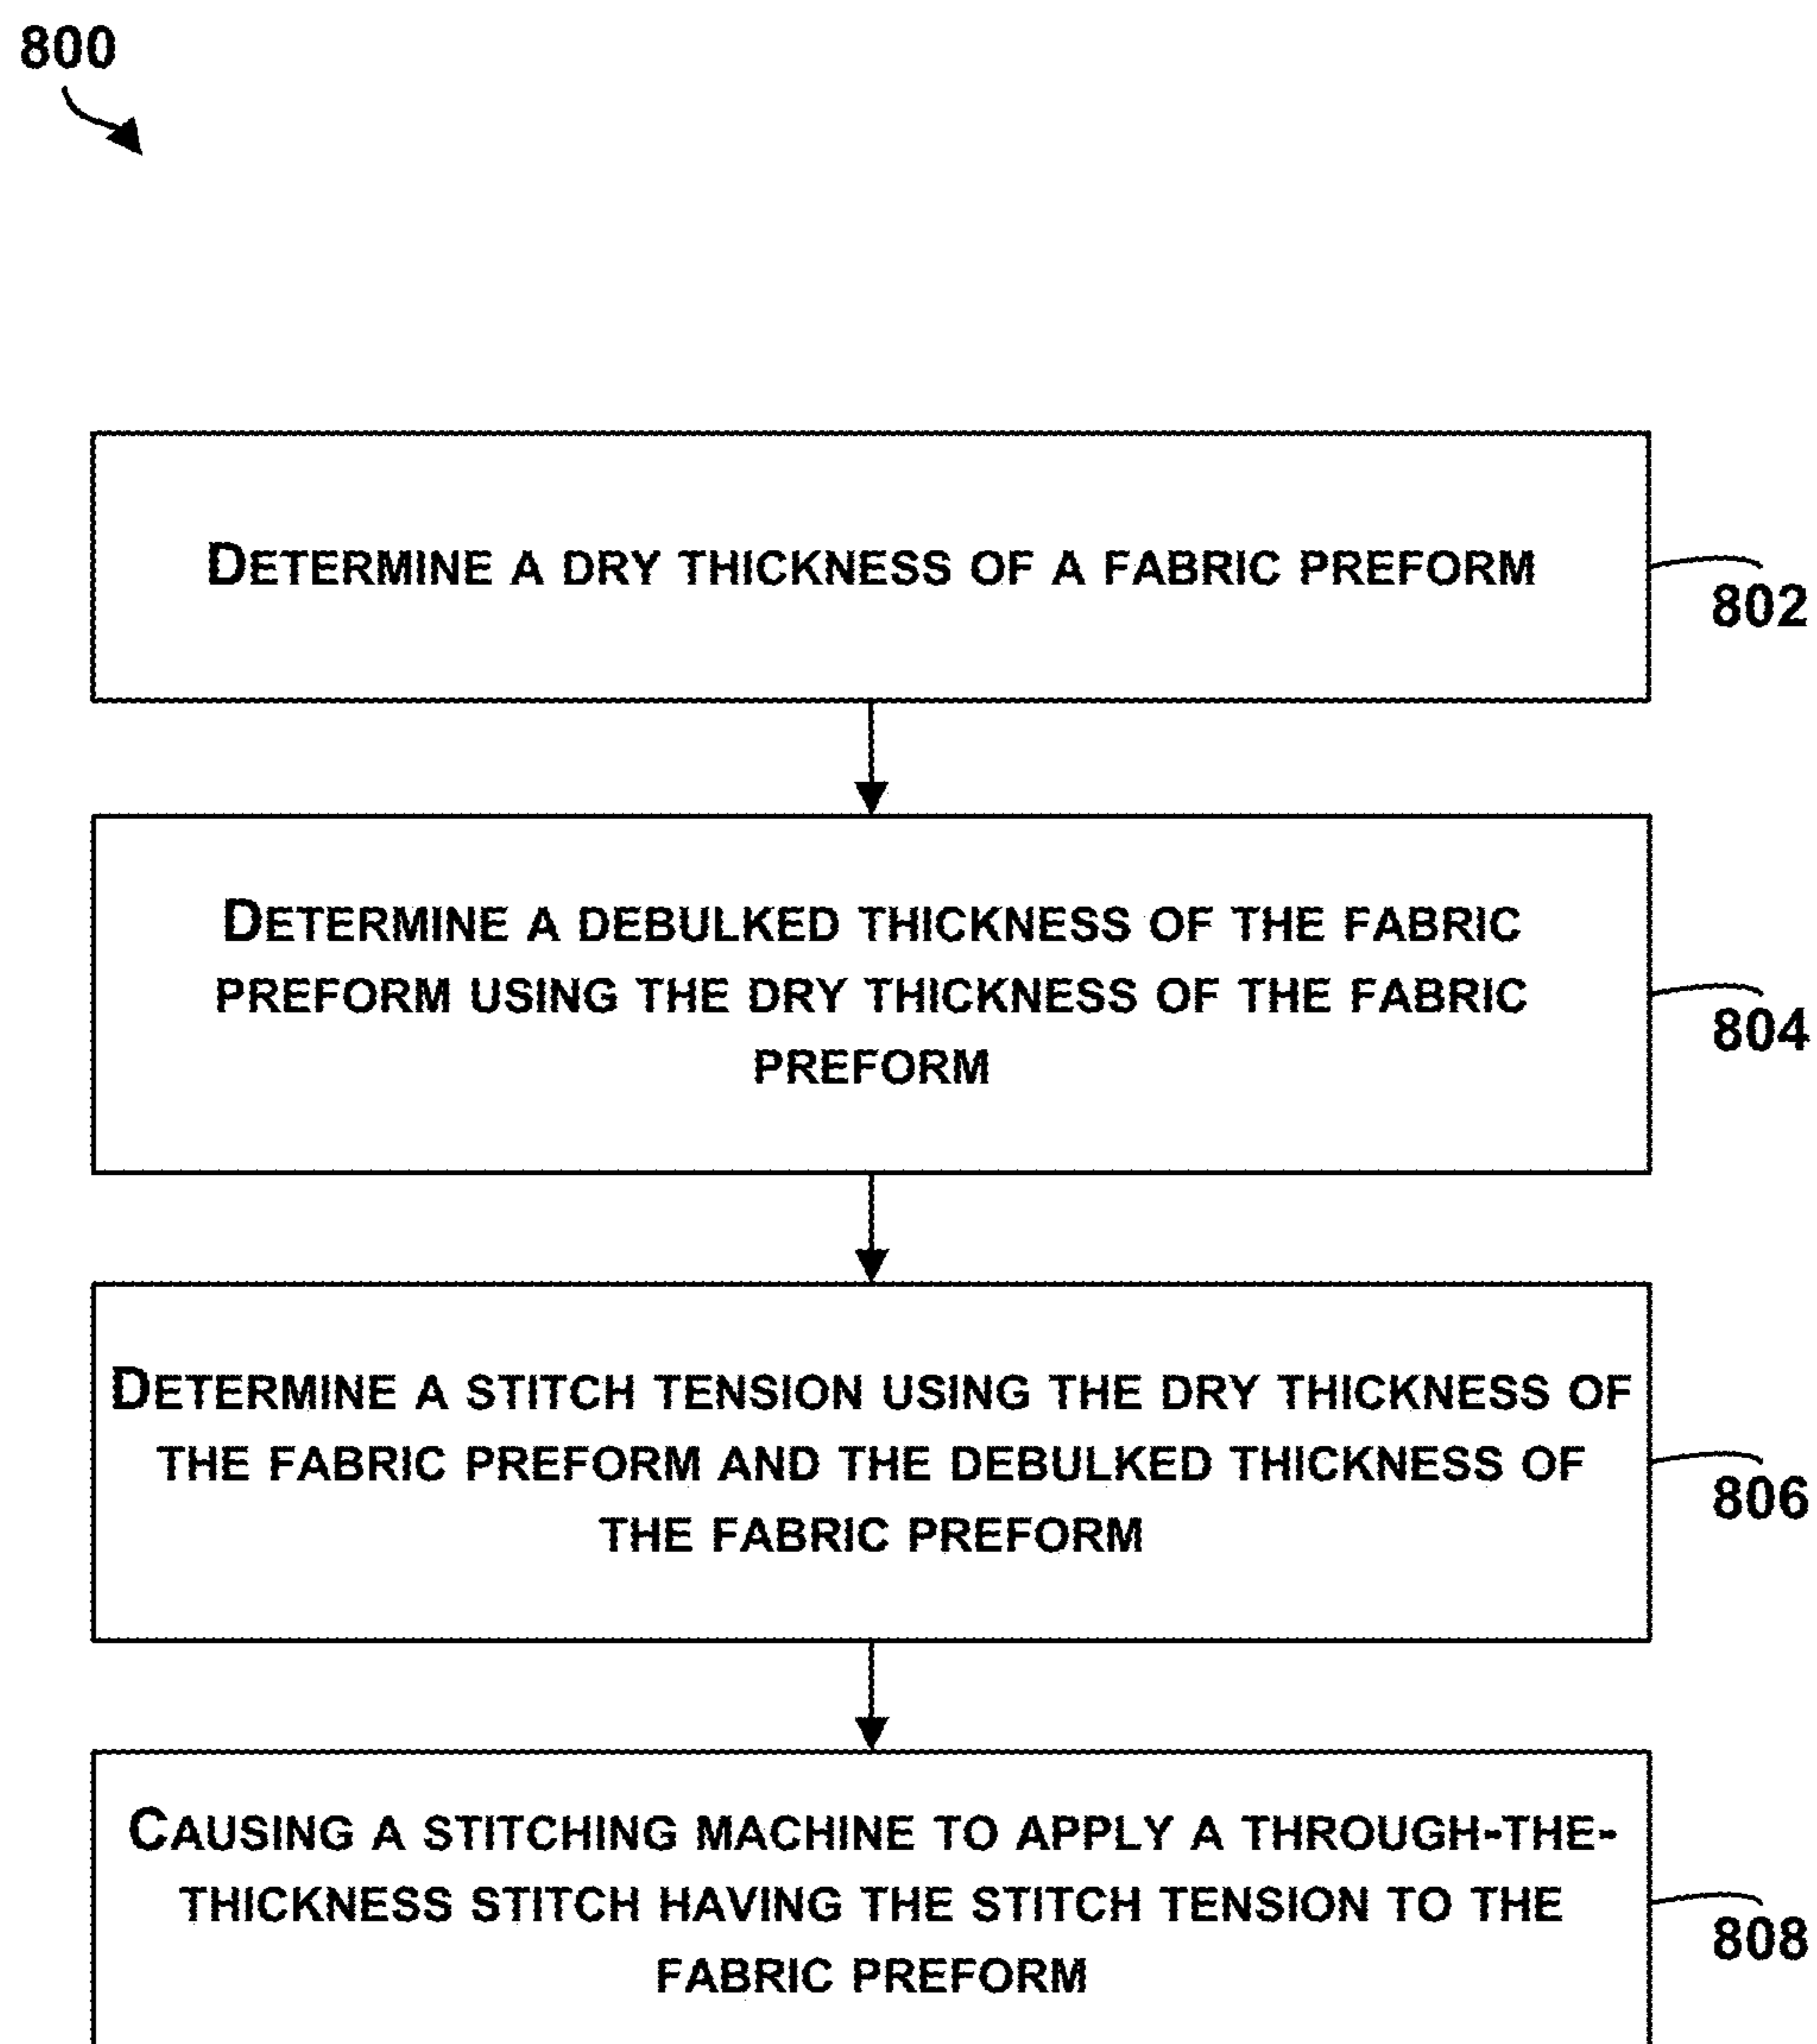 800
DETERMINE A DRY THICKNESS OF A FABRIC PREFORM
802
DETERMINE A DEBULKED THICKNESS OF THE FABRIC
PREFORM USING THE DRY THICKNESS OF THE FABRIC
PREFORM
804
DETERMINE A STITCH TENSION USING THE DRY THICKNESS OF
THE FABRIC PREFORM AND THE DEBULKED THICKNESS OF
THE FABRIC PREFORM
806
CAUSING A STITCHING MACHINE TO APPLY A THROUGH-THE-
THICKNESS STITCH HAVING THE STITCH TENSION TO THE
FABRIC PREFORM
808